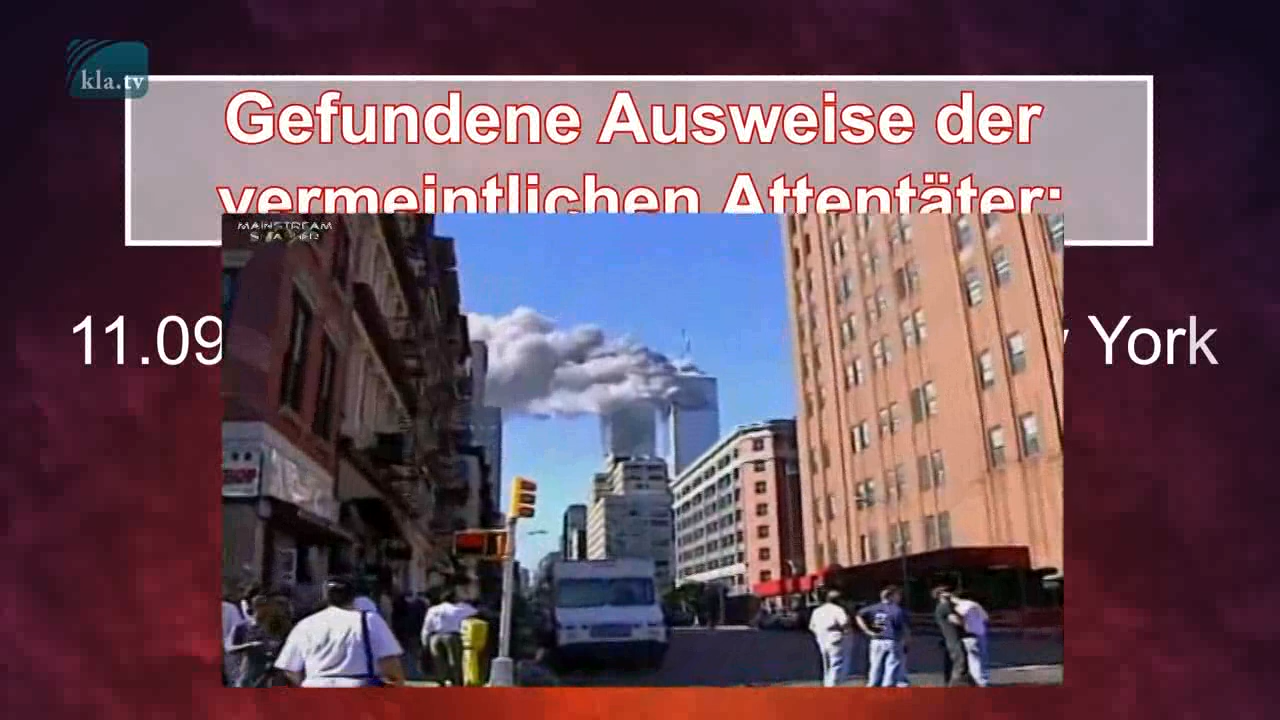 kla.tv
Gefundene Ausweise der
vermeintlichen Attentäter:
MAINSTREAM
11.09
York